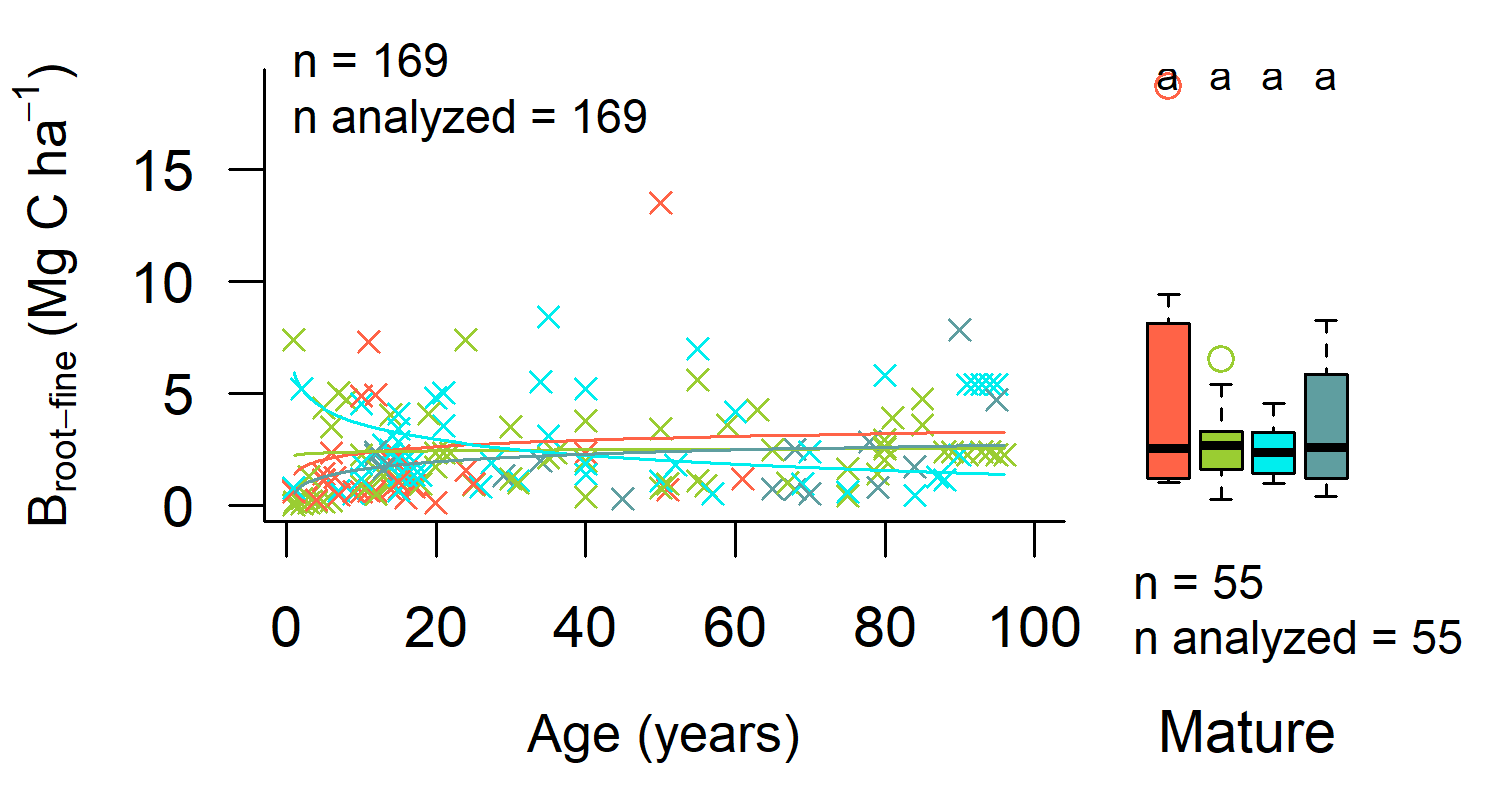 n = 169
n analyzed = 169
a a a a
B root−fine (Mg C ha−1)
15
10
5
0
0 20 40 60 80 100
Age (years)
n = 55
n analyzed = 55
Mature